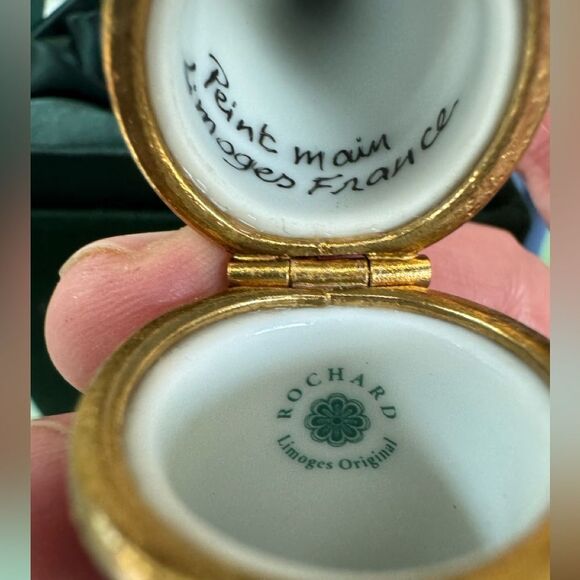 Peint main
Limoges France
ROCHARD
Limoges Original